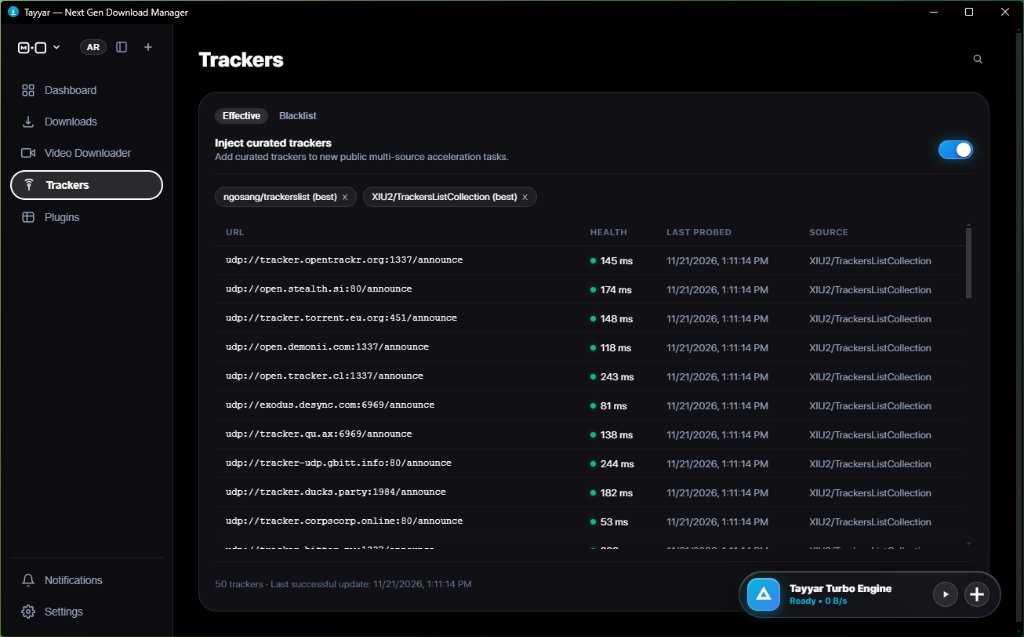 Tayyar — Next Gen Download Manager
AR
Dashboard
Downloads
Video Downloader
Trackers
Plugins
Notifications
Settings
Trackers
Effective Blacklist
Inject curated trackers
Add curated trackers to new public multi-source acceleration tasks.
ngosang/trackerslist (best) x XIU2/TrackersListCollection (best) x
URL HEALTH LAST PROBED SOURCE
udp://tracker.opentrackr.org:1337/announce 145 ms 11/21/2026, 1:11:14 PM XIU2/TrackersListCollection
udp://open.stealth.si:80/announce 174 ms 11/21/2026, 1:11:14 PM XIU2/TrackersListCollection
udp://tracker.torrent.eu.org:451/announce 148 ms 11/21/2026, 1:11:14 PM XIU2/TrackersListCollection
udp://open.demonii.com:1337/announce 118 ms 11/21/2026, 1:11:14 PM XIU2/TrackersListCollection
udp://open.tracker.cl:1337/announce 243 ms 11/21/2026, 1:11:14 PM XIU2/TrackersListCollection
udp://exodus.desync.com:6969/announce 81 ms 11/21/2026, 1:11:14 PM XIU2/TrackersListCollection
udp://tracker.qu.ax:6969/announce 138 ms 11/21/2026, 1:11:14 PM XIU2/TrackersListCollection
udp://tracker-udp.gbitt.info:80/announce 244 ms 11/21/2026, 1:11:14 PM XIU2/TrackersListCollection
udp://tracker.ducks.party:1984/announce 182 ms 11/21/2026, 1:11:14 PM XIU2/TrackersListCollection
udp://tracker.corpscorp.online:80/announce 53 ms 11/21/2026, 1:11:14 PM XIU2/TrackersListCollection
50 trackers · Last successful update: 11/21/2026, 1:11:14 PM
Tayyar Turbo Engine
Ready • 0 B/s